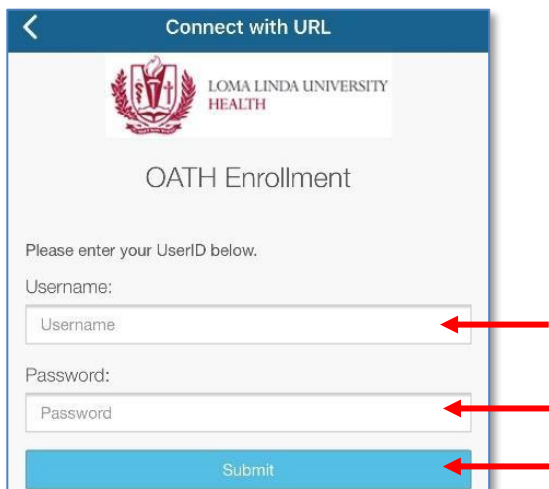 Connect with URL
LOMA LINDA UNIVERSITY
HEALTH
OATH Enrollment
Please enter your UserID below.
Username:
Username
Password:
Password
Submit